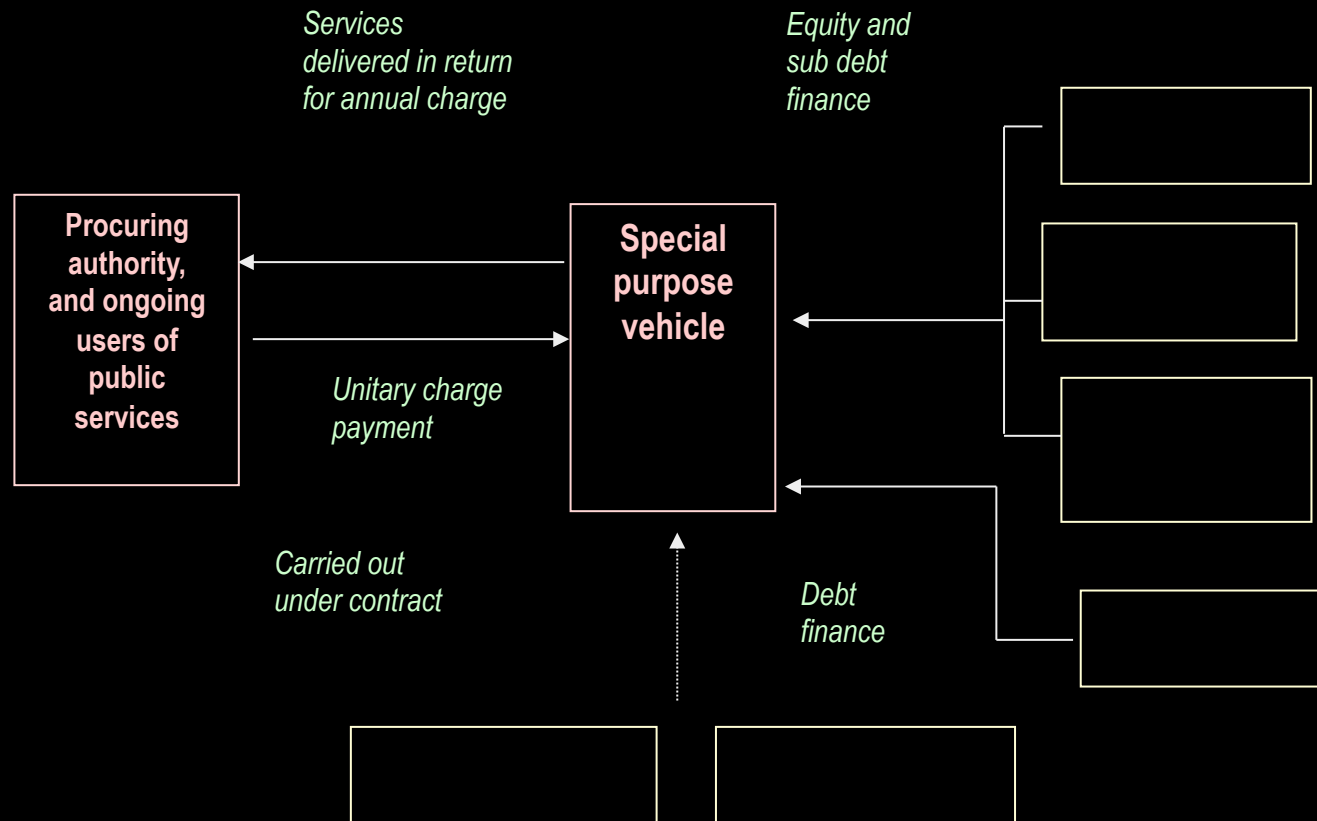 Services
delivered in return
for annual charge
Equity and
sub debt
finance
Procuring
authority,
and ongoing
users of
public
services
Special
purpose
vehicle
Unitary charge
payment
Carried out
under contract
Debt
finance